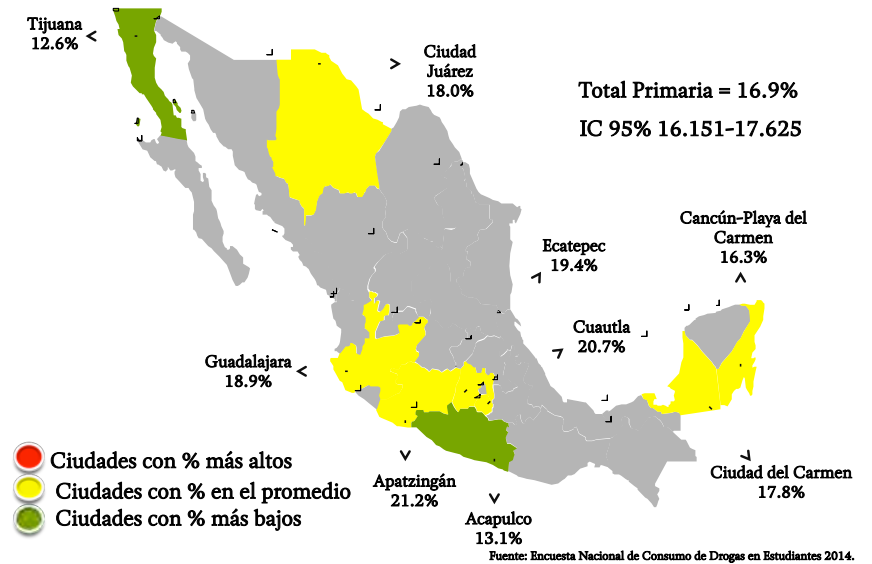 Tijuana
12.6%
Ciudad
Juárez
18.0%
Total Primaria = 16.9%
IC 95% 16.151-17.625
Cancún-Playa del
Carmen
16.3%
Ecatepec
19.4%
Cuautla
20.7%
Guadalajara
18.9%
Ciudades con % más altos
Ciudades con % en el promedio
Ciudades con % más bajos
Apatzingán
21.2%
Acapulco
13.1%
Ciudad del Carmen
17.8%
Fuente: Encuesta Nacional de Consumo de Drogas en Estudiantes 2014.